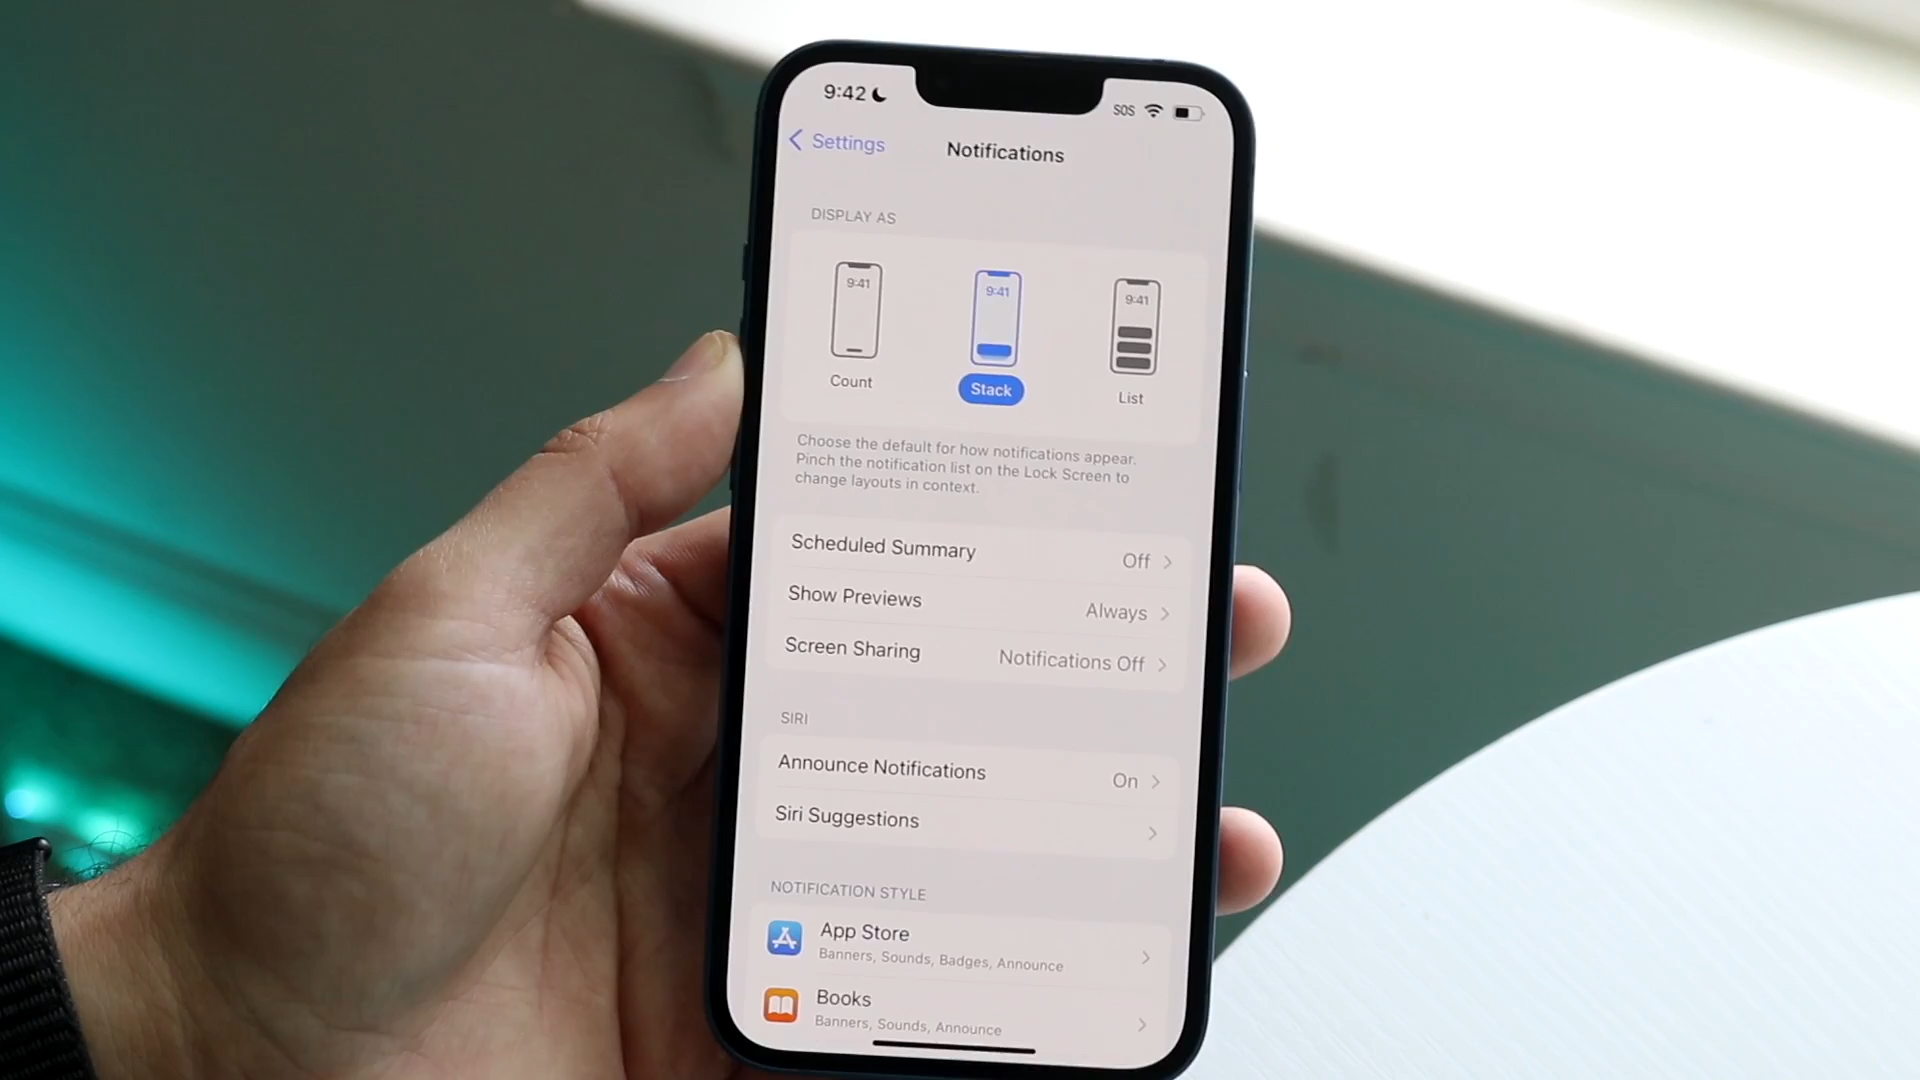 9:42
SOS
Settings
Notifications
DISPLAY AS
9:41
9:41
9:41
Count
Stack
List
Choose the default for how notifications appear.
Pinch the notification list on the Lock Screen to
change layouts in context.
Scheduled Summary Off
Show Previews Always
Screen Sharing Notifications Off
SIRI
Announce Notifications On
Siri Suggestions
NOTIFICATION STYLE
App Store
Banners, Sounds, Badges, Announce
Books
Banners, Sounds, Announce